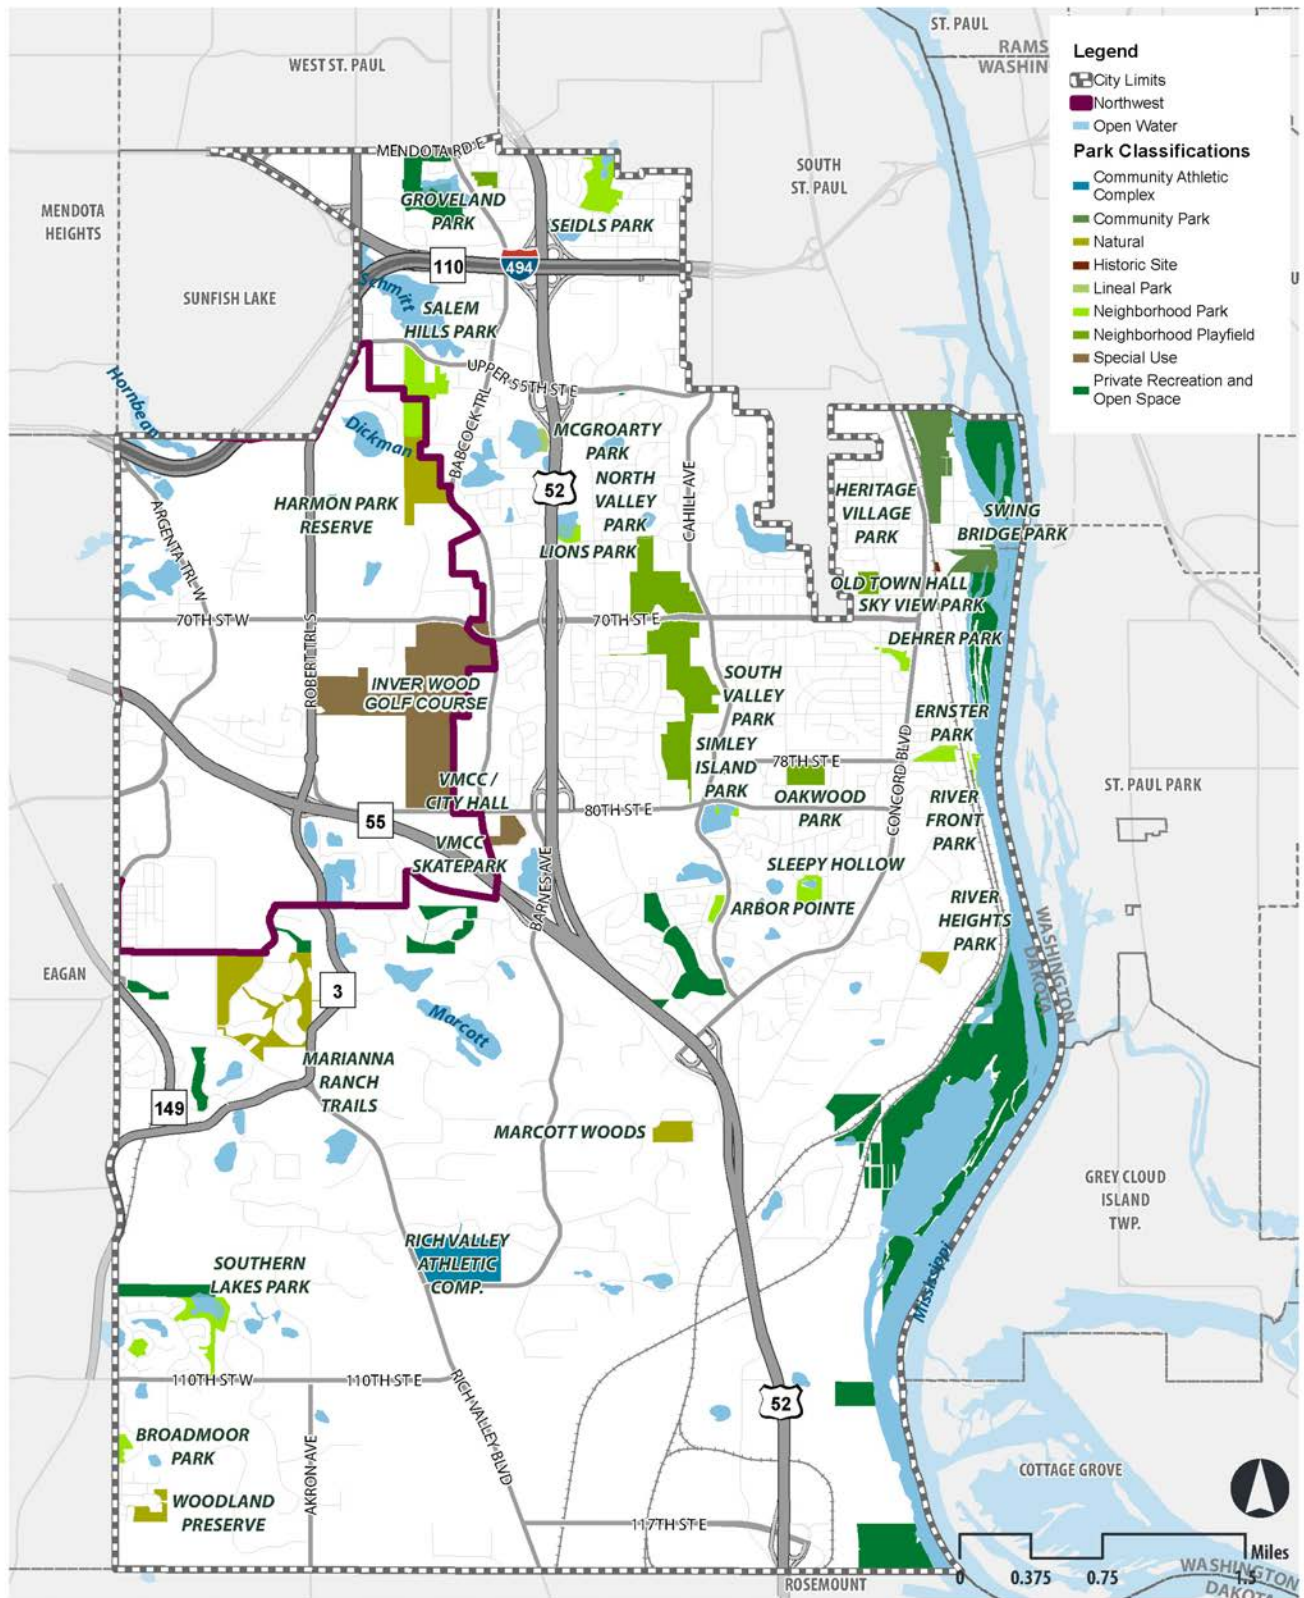 ST. PAUL
RAMS
WASHIN
WEST ST. PAUL
Legend
City Limits
Northwest
Open Water
Park Classifications
Community Athletic
Complex
Community Park
Natural
Historic Site
Lineal Park
Neighborhood Park
Neighborhood Playfield
Special Use
Private Recreation and
Open Space
MENDOTA RD E
SOUTH
ST. PAUL
GROVELAND
PARK
SEIDLS PARK
MENDOTA
HEIGHTS
110
494
SUNFISH LAKE
Schmitt
SALEM
HILLS PARK
U
UPPER 55TH ST E
Hornbean
Dickman
BABCOCK TRL
MCGROARTY
PARK
52
NORTH
VALLEY
PARK
CAHILL AVE
HARMON PARK
RESERVE
HERITAGE
VILLAGE
PARK
SWING
BRIDGE PARK
ARGENTA TRL W
LIONS PARK
OLD TOWN HALL
SKY VIEW PARK
70TH ST W
70TH ST E
DEHRER PARK
ROBERT TRL S
INVER WOOD
GOLF COURSE
SOUTH
VALLEY
PARK
ERNSTER
PARK
SIMLEY
ISLAND
PARK
78TH ST E
CONCORD BLVD
ST. PAUL PARK
VMCC /
CITY HALL
OAKWOOD
PARK
RIVER
FRONT
PARK
80TH ST E
55
VMCC
SKATEPARK
SLEEPY HOLLOW
BARNES AVE
ARBOR POINTE
RIVER
HEIGHTS
PARK
WASHINGTON
DAKOTA
EAGAN
3
Marcott
MARIANNA
RANCH
TRAILS
149
MARCOTT WOODS
GREY CLOUD
ISLAND
TWP.
RICH VALLEY
ATHLETIC
COMP.
SOUTHERN
LAKES PARK
Mississippi
110TH ST W
110TH ST E
RICH VALLEY BLVD
52
BROADMOOR
PARK
AKRON AVE
COTTAGE GROVE
WOODLAND
PRESERVE
117TH ST E
Miles
0 0.375 0.75 1.5
WASHINGTON
DAKOTA
ROSEMOUNT